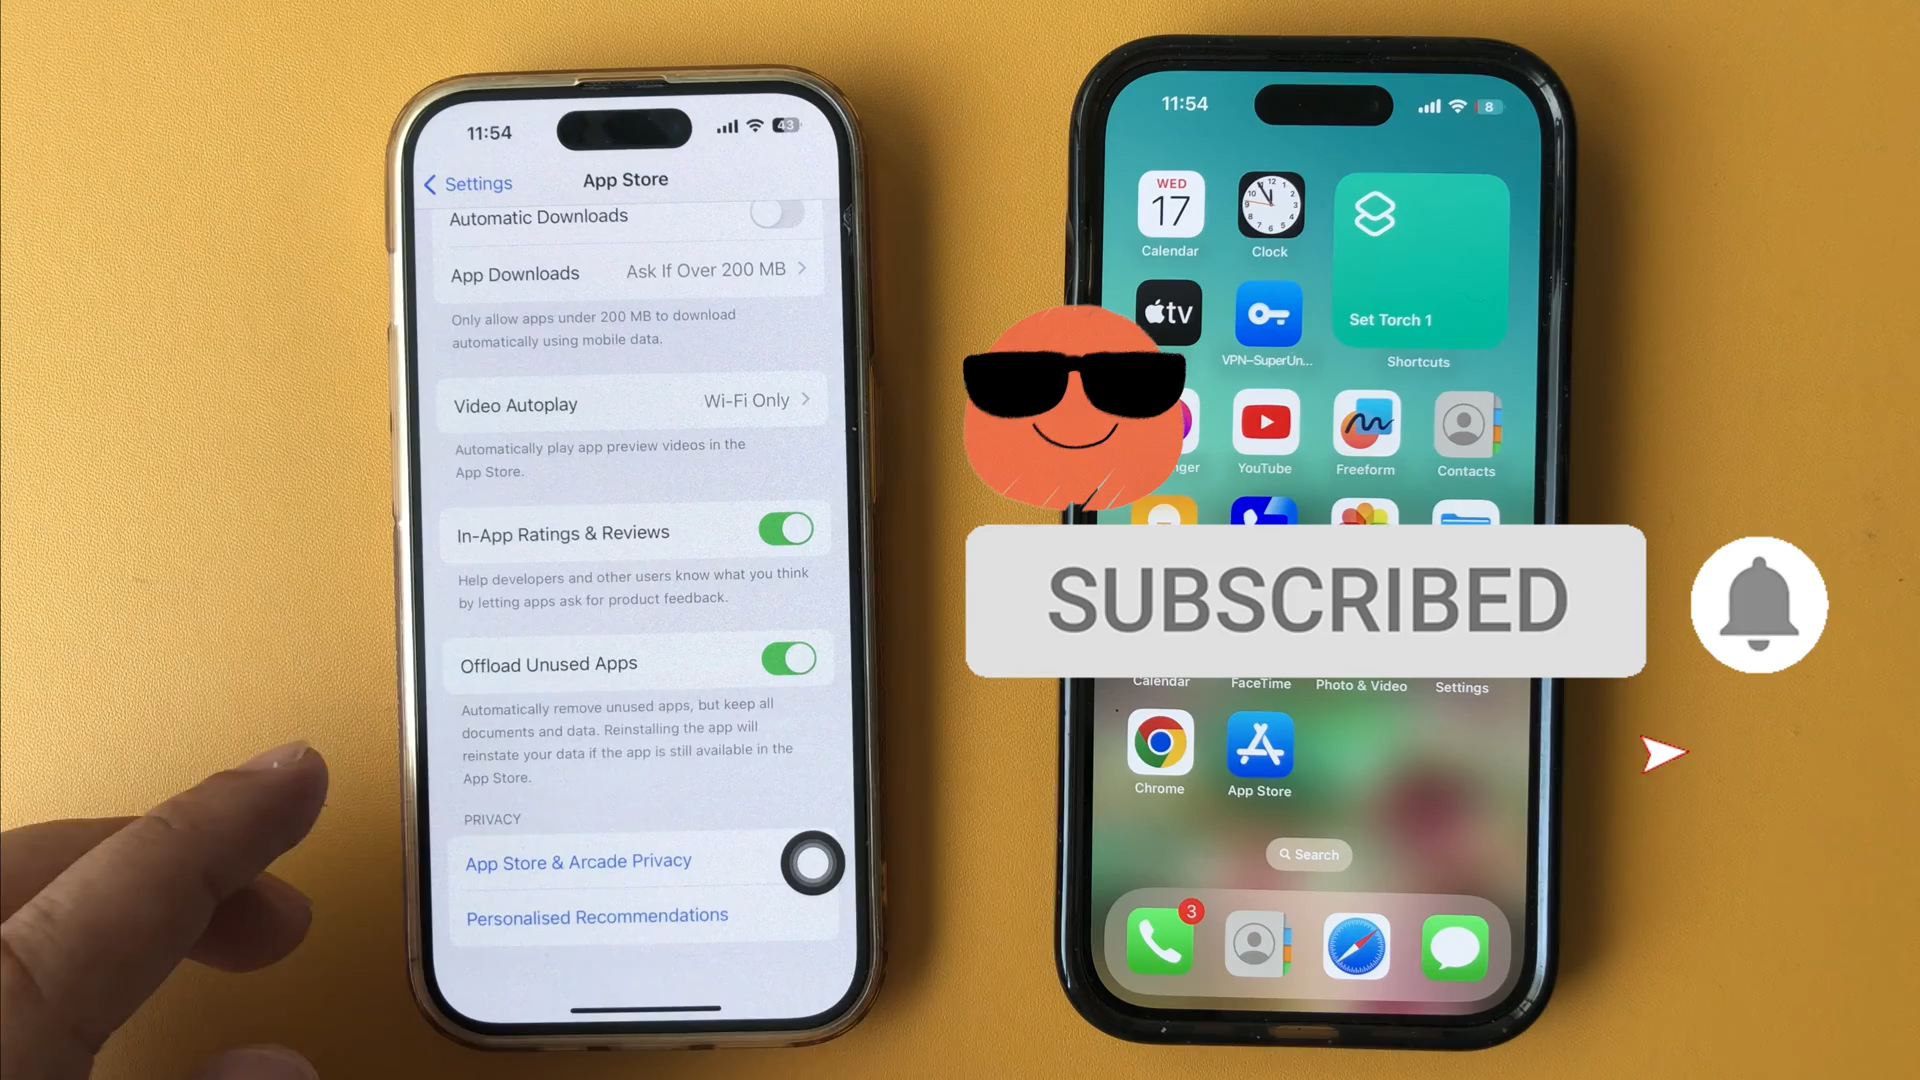 11:54
43
Settings
App Store
Automatic Downloads
App Downloads
Ask If Over 200 MB
Only allow apps under 200 MB to download
automatically using mobile data.
Video Autoplay
Wi-Fi Only
Automatically play app preview videos in the
App Store.
In-App Ratings & Reviews
Help developers and other users know what you think
by letting apps ask for product feedback.
Offload Unused Apps
Automatically remove unused apps, but keep all
documents and data. Reinstalling the app will
reinstate your data if the app is still available in the
App Store.
PRIVACY
App Store & Arcade Privacy
Personalised Recommendations
11:54
8
WED
17
Calendar
Clock
Set Torch 1
Shortcuts
tv
VPN–SuperUn...
nger
YouTube
Freeform
Contacts
SUBSCRIBED
Calendar
FaceTime
Photo & Video
Settings
Chrome
App Store
Search
3